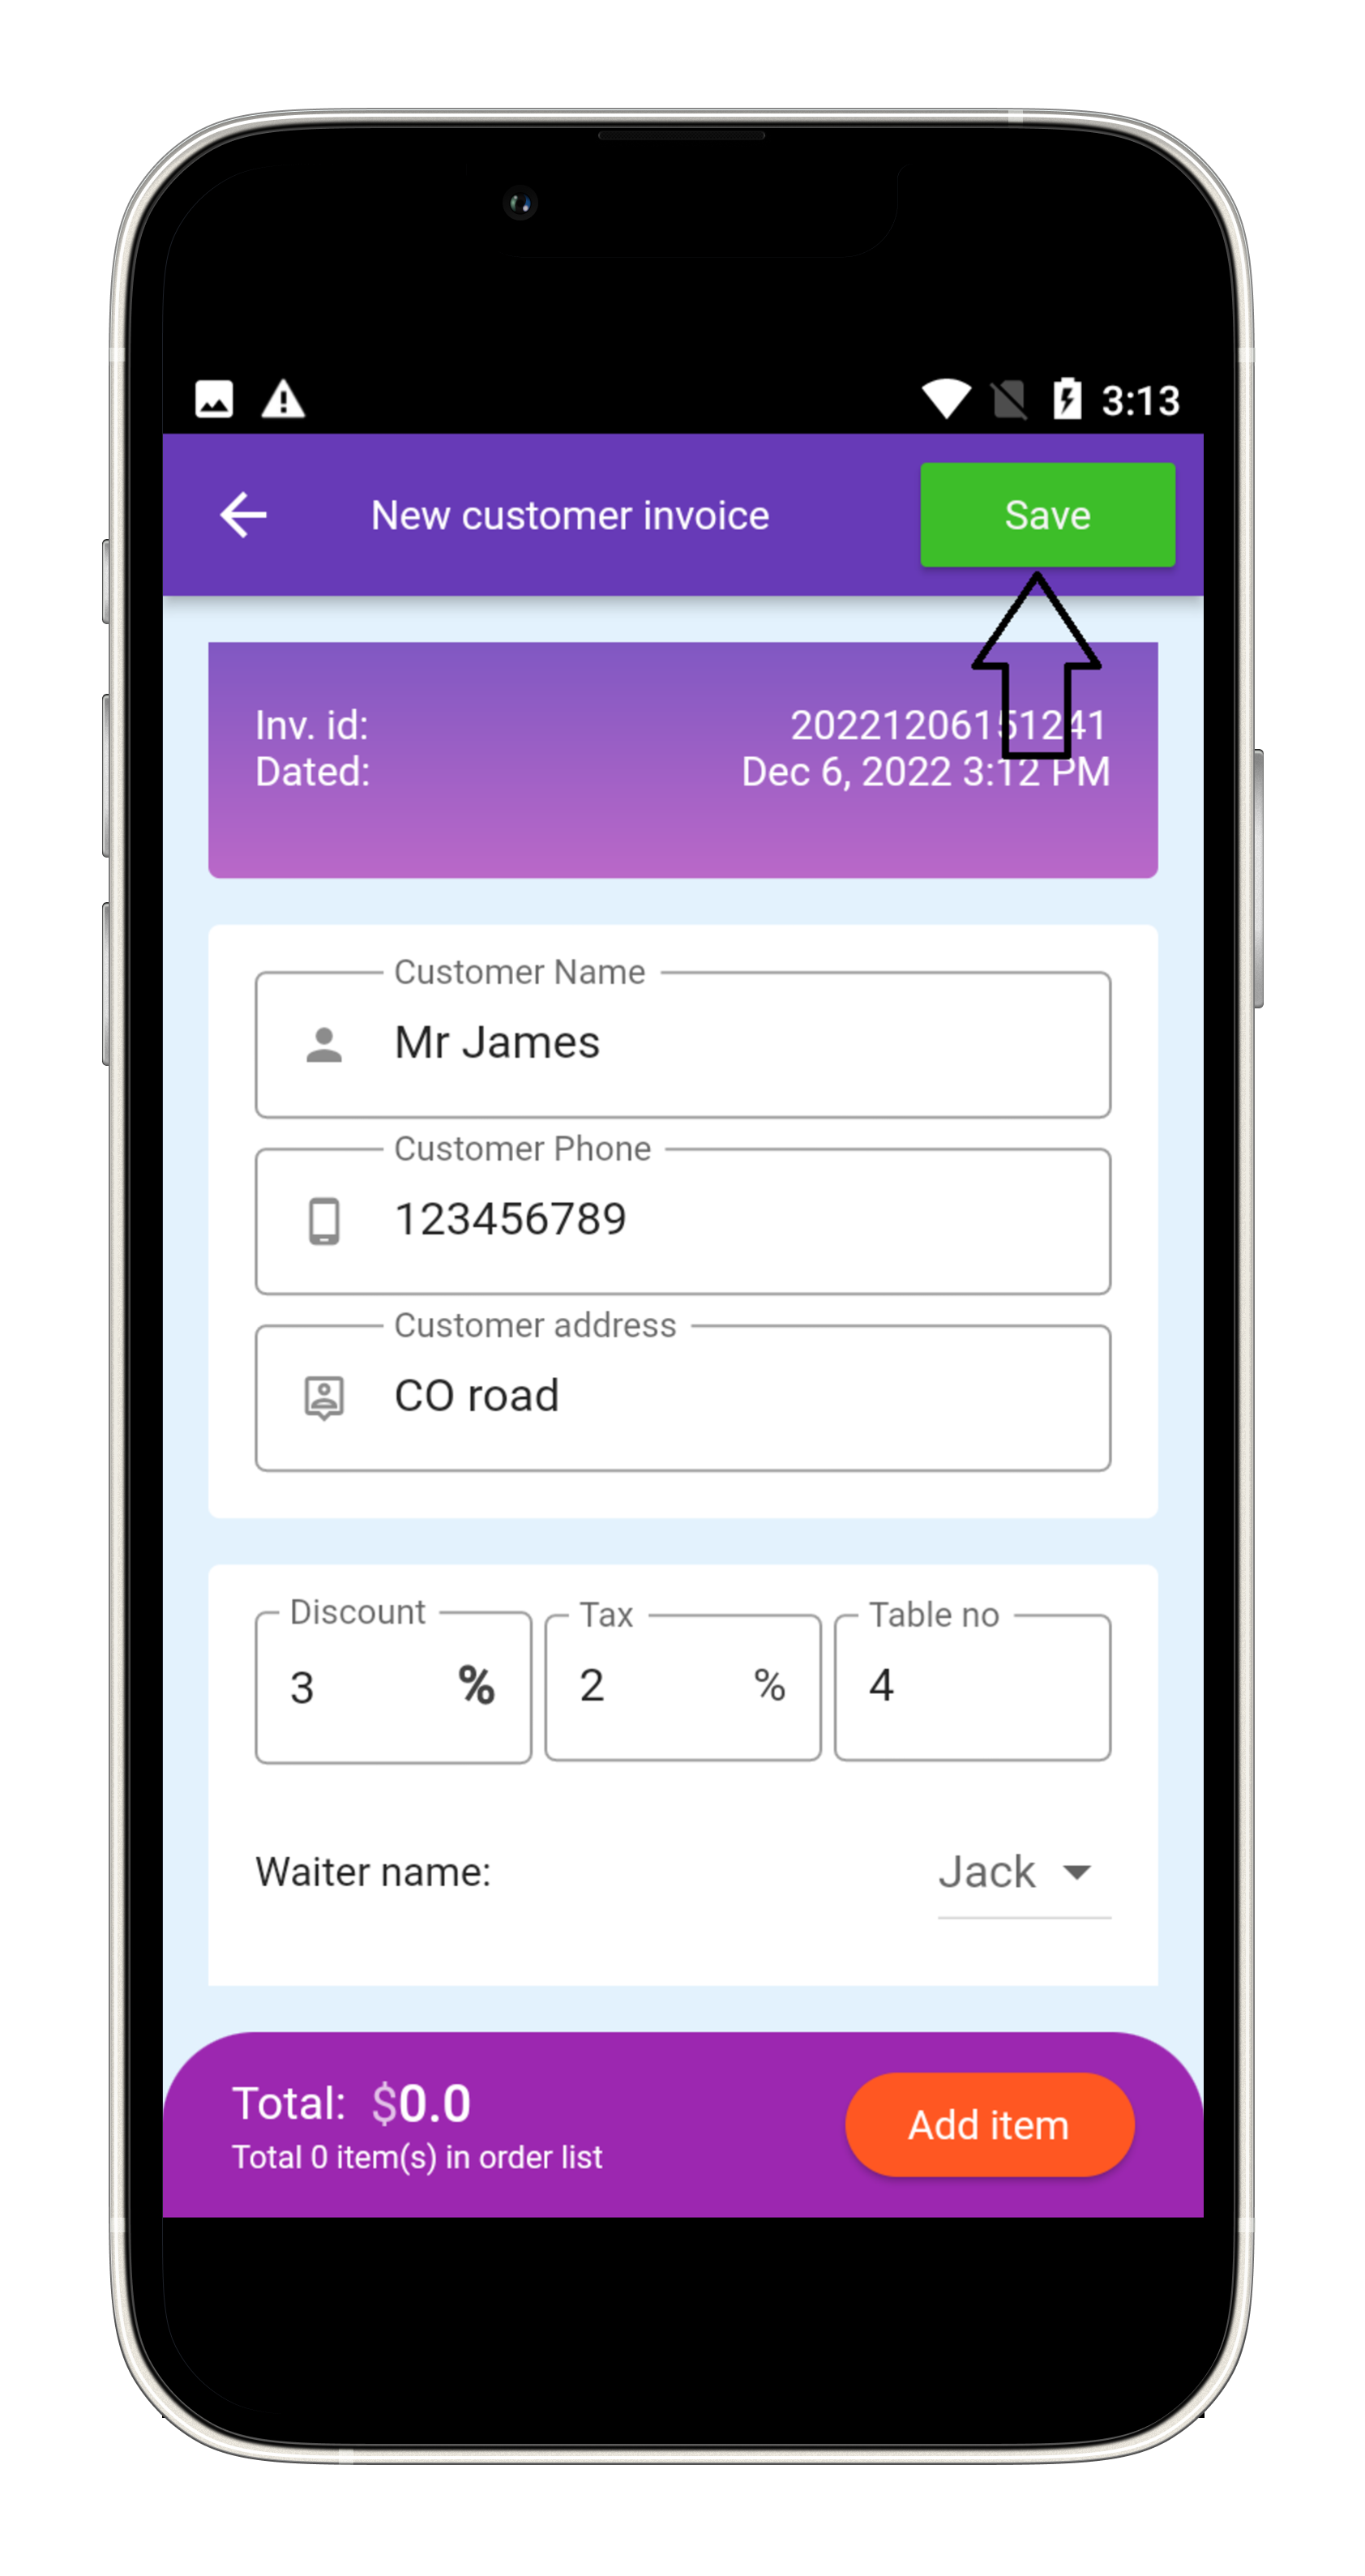 3:13
New customer invoice Save
Inv. id: 20221206151241
Dated: Dec 6, 2022 3:12 PM
Customer Name
Mr James
Customer Phone
123456789
Customer address
CO road
Discount Tax Table no
3 % 2 % 4
Waiter name: Jack
Total: $0.0
Total 0 item(s) in order list
Add item